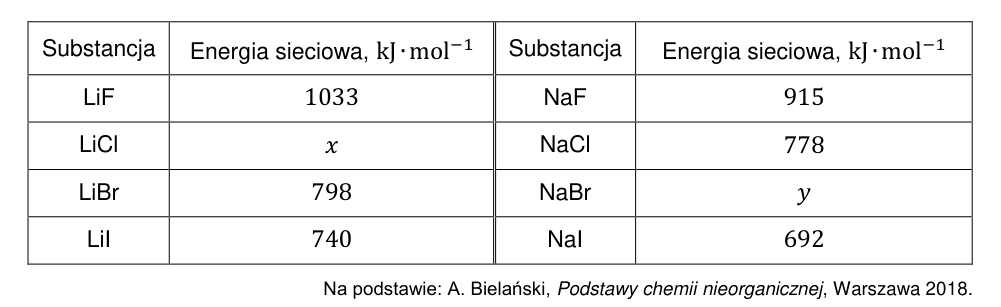 Substancja Energia sieciowa, kJ·mol⁻¹ Substancja Energia sieciowa, kJ·mol⁻¹
LiF 1033 NaF 915
LiCl x NaCl 778
LiBr 798 NaBr y
LiI 740 NaI 692
Na podstawie: A. Bielański, Podstawy chemii nieorganicznej, Warszawa 2018.